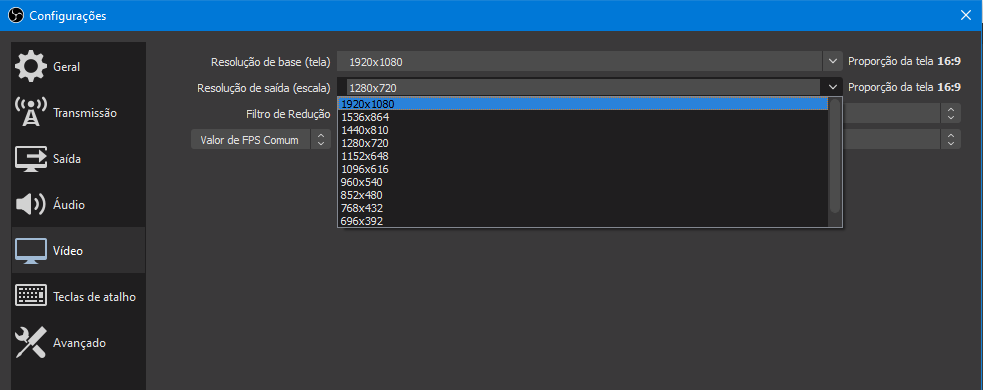 Configurações
Geral
Transmissão
Saída
Áudio
Vídeo
Teclas de atalho
Avançado
Resolução de base (tela) 1920x1080 Proporção da tela 16:9
Resolução de saída (escala) 1280x720 Proporção da tela 16:9
Filtro de Redução
Valor de FPS Comum
1920x1080
1536x864
1440x810
1280x720
1152x648
1096x616
960x540
852x480
768x432
696x392